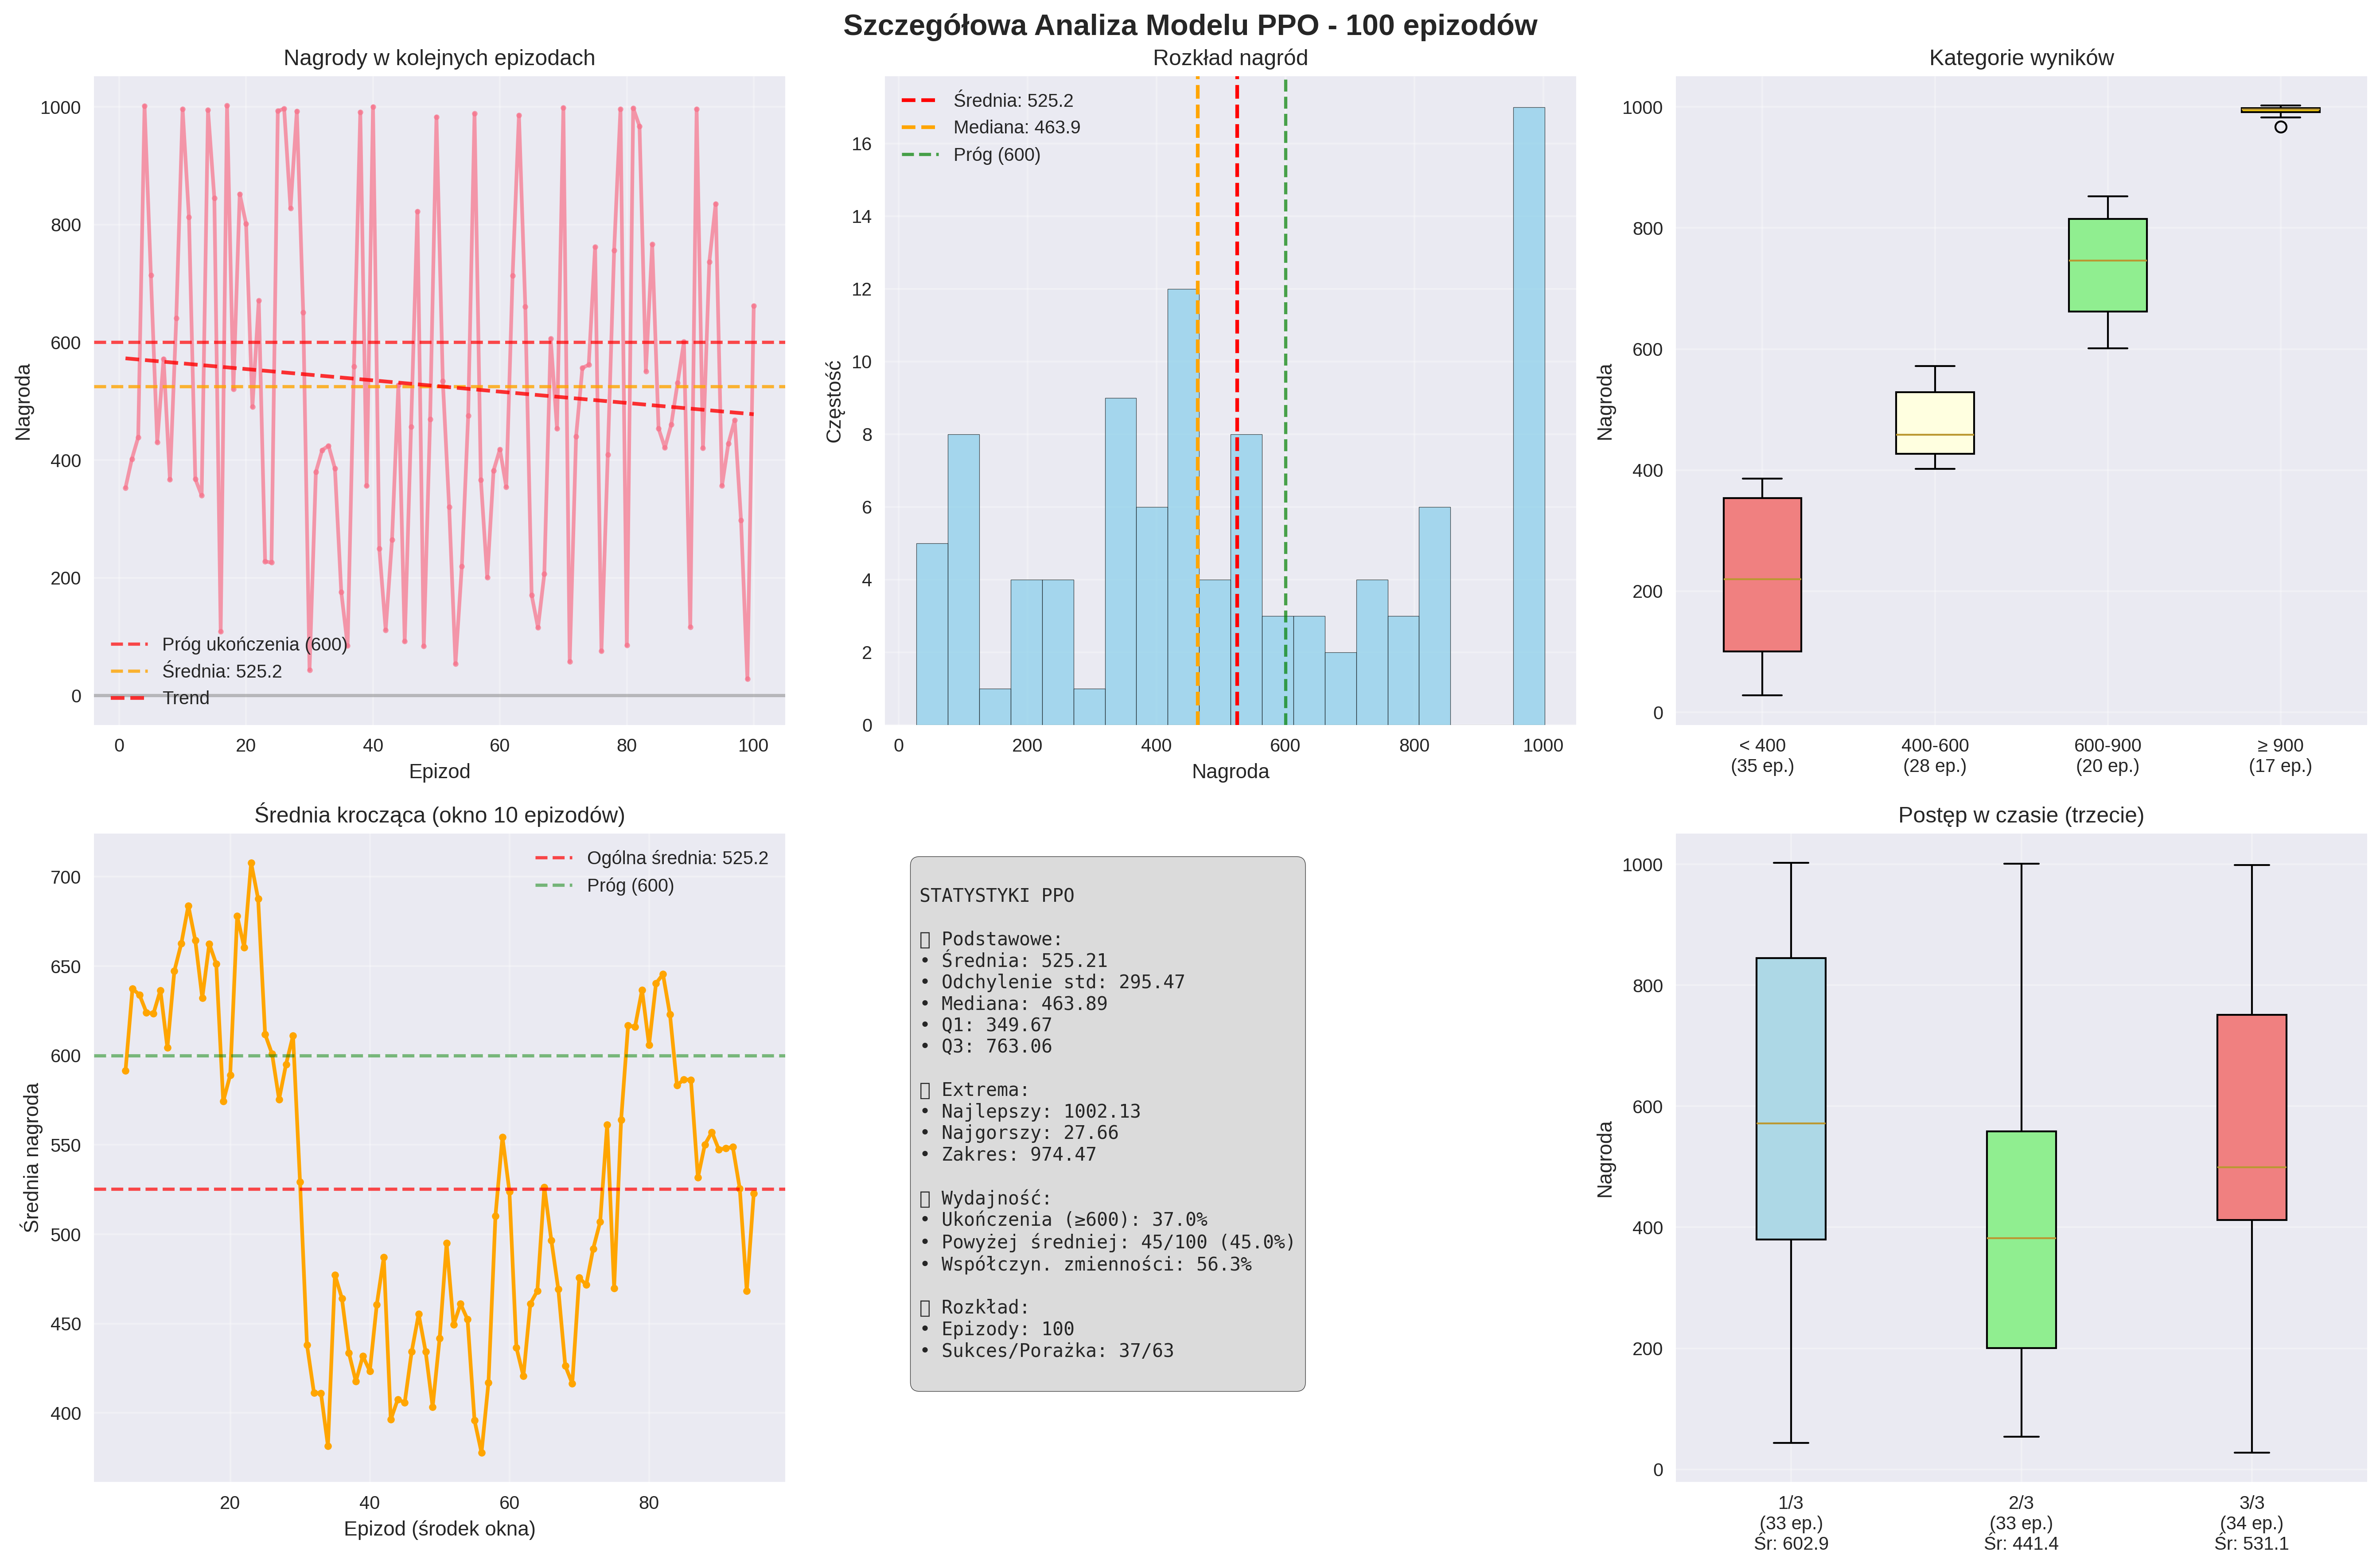 Szczegółowa Analiza Modelu PPO - 100 epizodów
Nagrody w kolejnych epizodach
Nagroda
1000
800
600
400
200
0
Próg ukończenia (600)
Średnia: 525.2
Trend
0
20
40
60
80
100
Epizod
Rozkład nagród
Częstość
16
14
12
10
8
6
4
2
0
Średnia: 525.2
Mediana: 463.9
Próg (600)
0
200
400
600
800
1000
Nagroda
Kategorie wyników
Nagroda
1000
800
600
400
200
0
< 400
(35 ep.)
400-600
(28 ep.)
600-900
(20 ep.)
≥ 900
(17 ep.)
Średnia krocząca (okno 10 epizodów)
Średnia nagroda
700
650
600
550
500
450
400
Ogólna średnia: 525.2
Próg (600)
20
40
60
80
Epizod (środek okna)
STATYSTYKI PPO
Podstawowe:
• Średnia: 525.21
• Odchylenie std: 295.47
• Mediana: 463.89
• Q1: 349.67
• Q3: 763.06
Extrema:
• Najlepszy: 1002.13
• Najgorszy: 27.66
• Zakres: 974.47
Wydajność:
• Ukończenia (≥600): 37.0%
• Powyżej średniej: 45/100 (45.0%)
• Współczyn. zmienności: 56.3%
Rozkład:
• Epizody: 100
• Sukces/Porażka: 37/63
Postęp w czasie (trzecie)
Nagroda
1000
800
600
400
200
0
1/3
(33 ep.)
Śr: 602.9
2/3
(33 ep.)
Śr: 441.4
3/3
(34 ep.)
Śr: 531.1